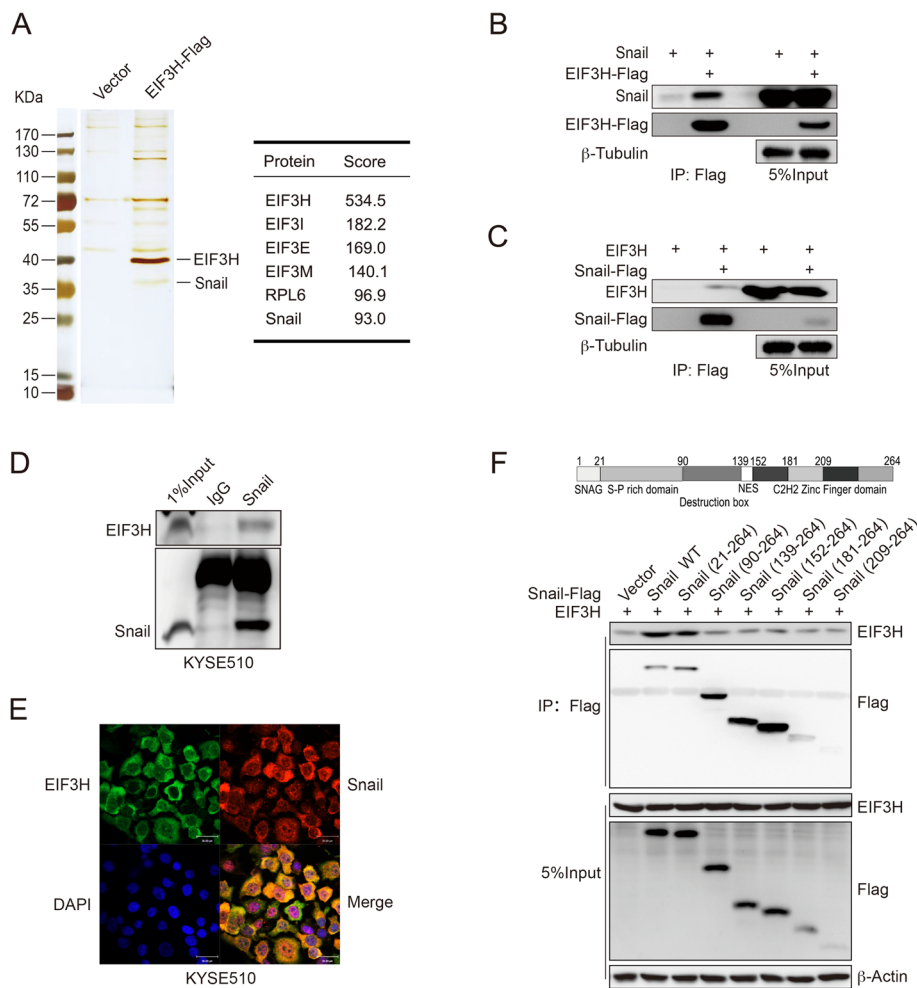 A
Vector
EIF3H-Flag
KDa
170
130
110
72
55
40
35
25
15
10
EIF3H
Snail
Protein Score
EIF3H 534.5
EIF3I 182.2
EIF3E 169.0
EIF3M 140.1
RPL6 96.9
Snail 93.0
B
Snail + + + +
EIF3H-Flag + +
Snail
EIF3H-Flag
β-Tubulin
IP: Flag 5%Input
C
EIF3H + + + +
Snail-Flag + +
EIF3H
Snail-Flag
β-Tubulin
IP: Flag 5%Input
D
1%Input
IgG
Snail
EIF3H
Snail
KYSE510
E
EIF3H
Snail
DAPI
Merge
KYSE510
F
1 21 90 139 152 181 209 264
SNAG S-P rich domain NES C2H2 Zinc Finger domain
Destruction box
Vector
Snail WT
Snail (21-264)
Snail (90-264)
Snail (139-264)
Snail (152-264)
Snail (181-264)
Snail (209-264)
Snail-Flag
EIF3H + + + + + + + +
EIF3H
IP: Flag
Flag
EIF3H
5%Input
Flag
β-Actin